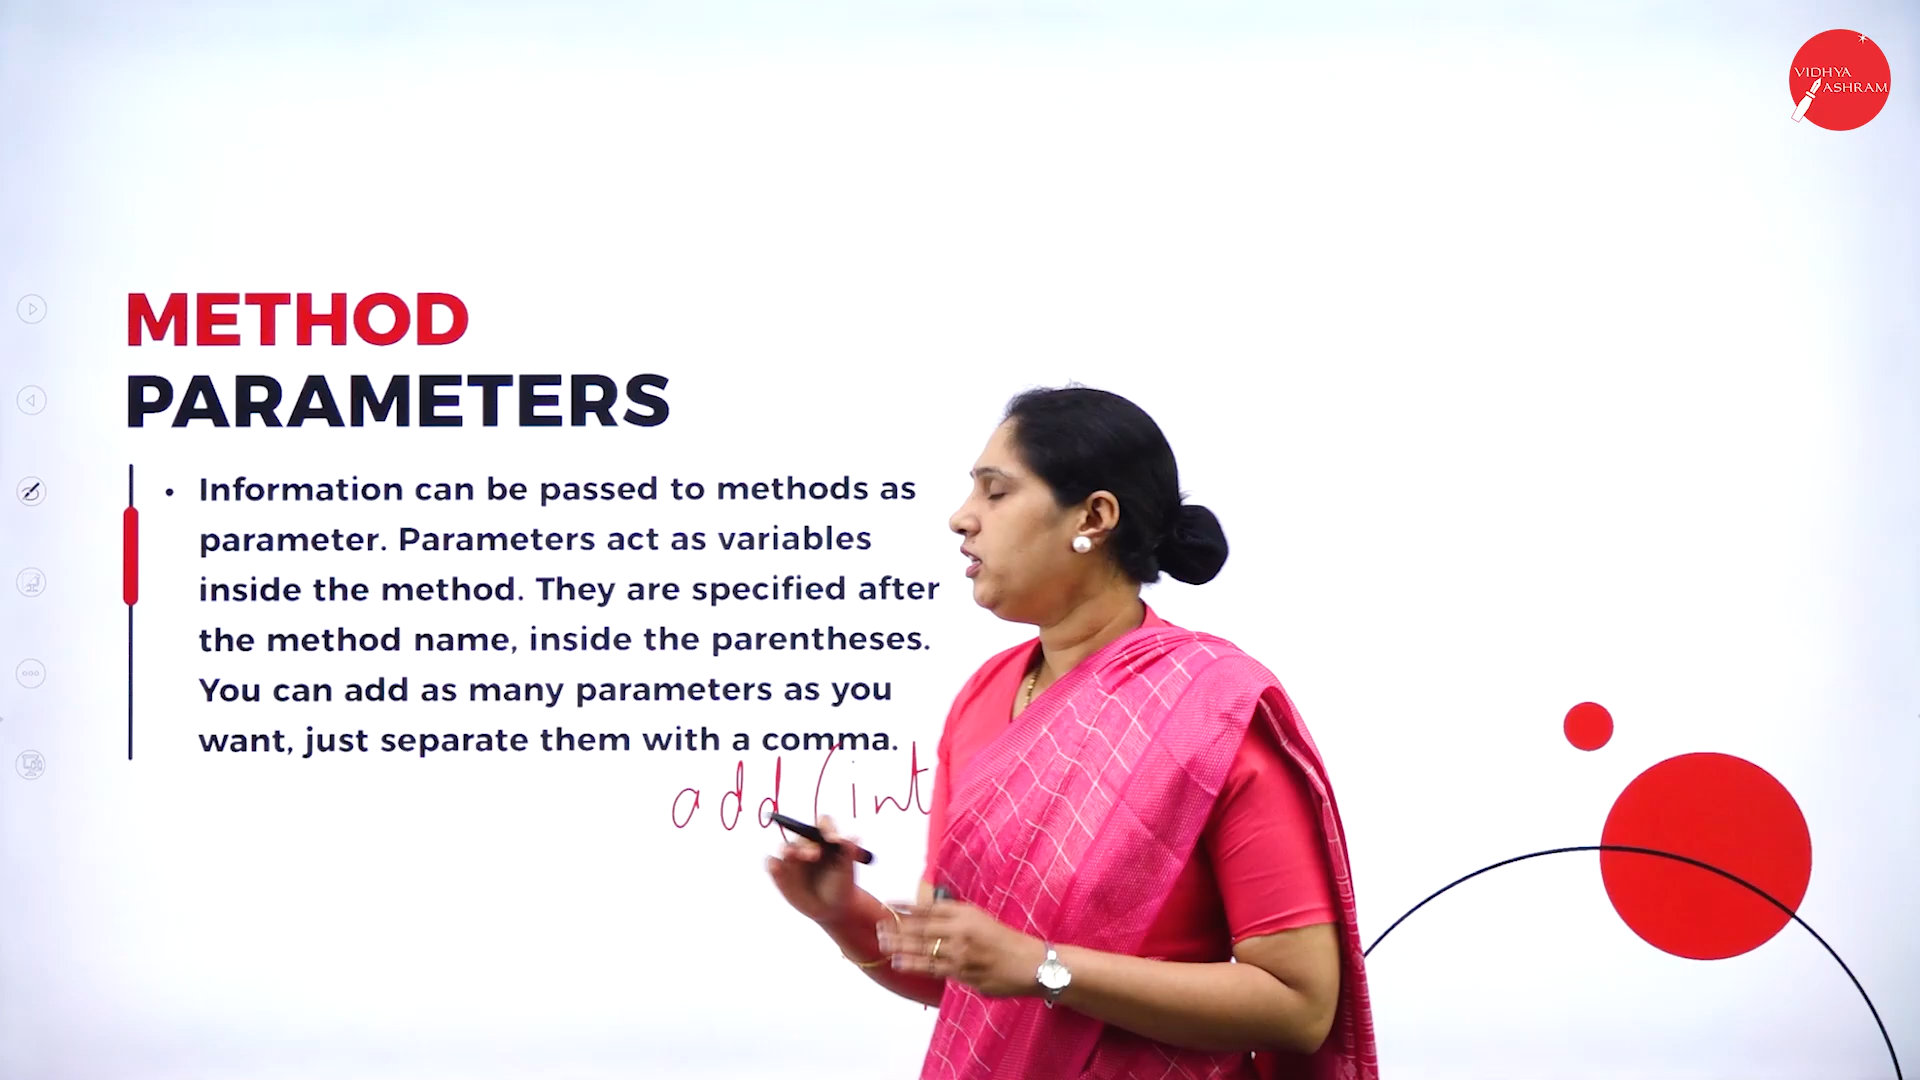 VIDHYA
ASHRAM
METHOD
PARAMETERS
• Information can be passed to methods as
parameter. Parameters act as variables
inside the method. They are specified after
the method name, inside the parentheses.
You can add as many parameters as you
want, just separate them with a comma.
add (int